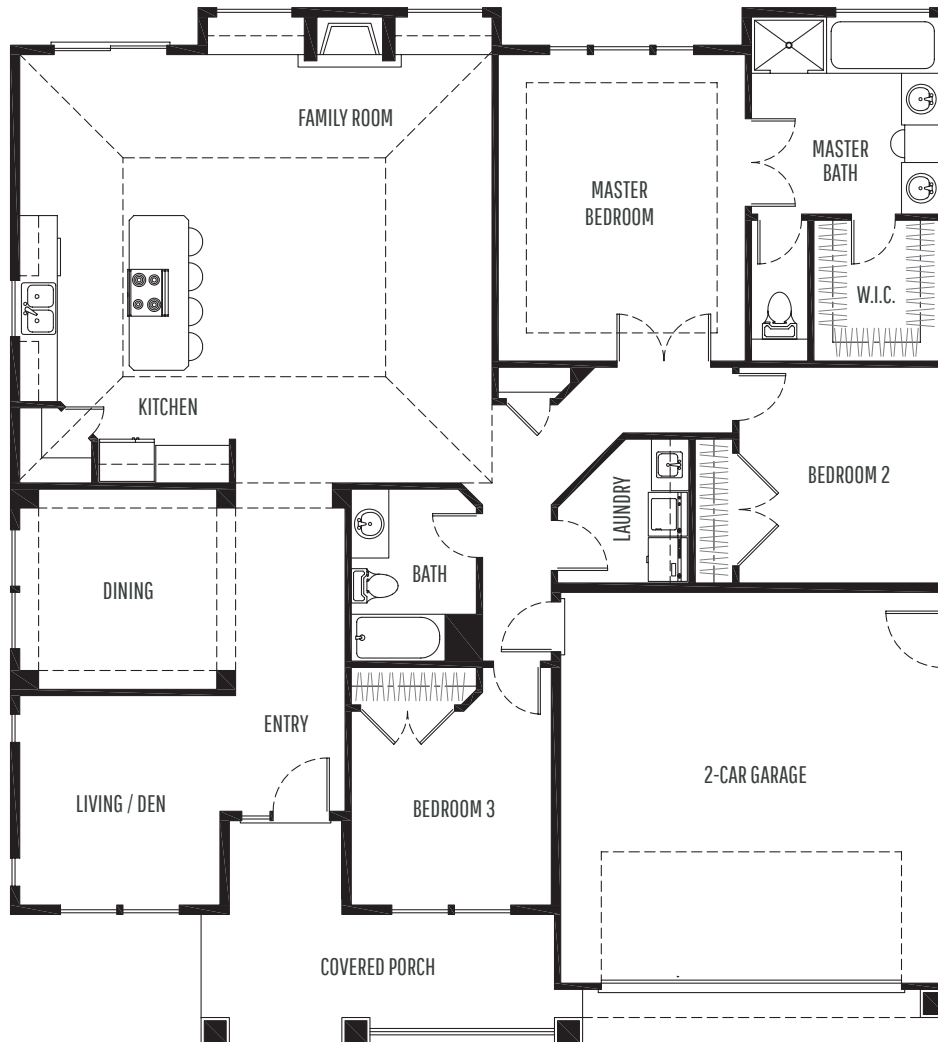 FAMILY ROOM
MASTER
BEDROOM
MASTER
BATH
W.I.C.
KITCHEN
BEDROOM 2
LAUNDRY
BATH
DINING
ENTRY
LIVING / DEN
BEDROOM 3
2-CAR GARAGE
COVERED PORCH